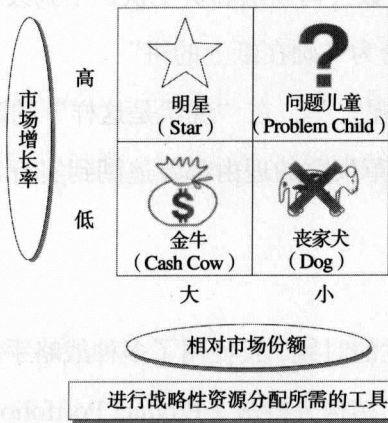 市场增长率
高
低
明星
（Star）
问题儿童
（Problem Child）
$
金牛
（Cash Cow）
丧家犬
（Dog）
大
小
相对市场份额
进行战略性资源分配所需的工具